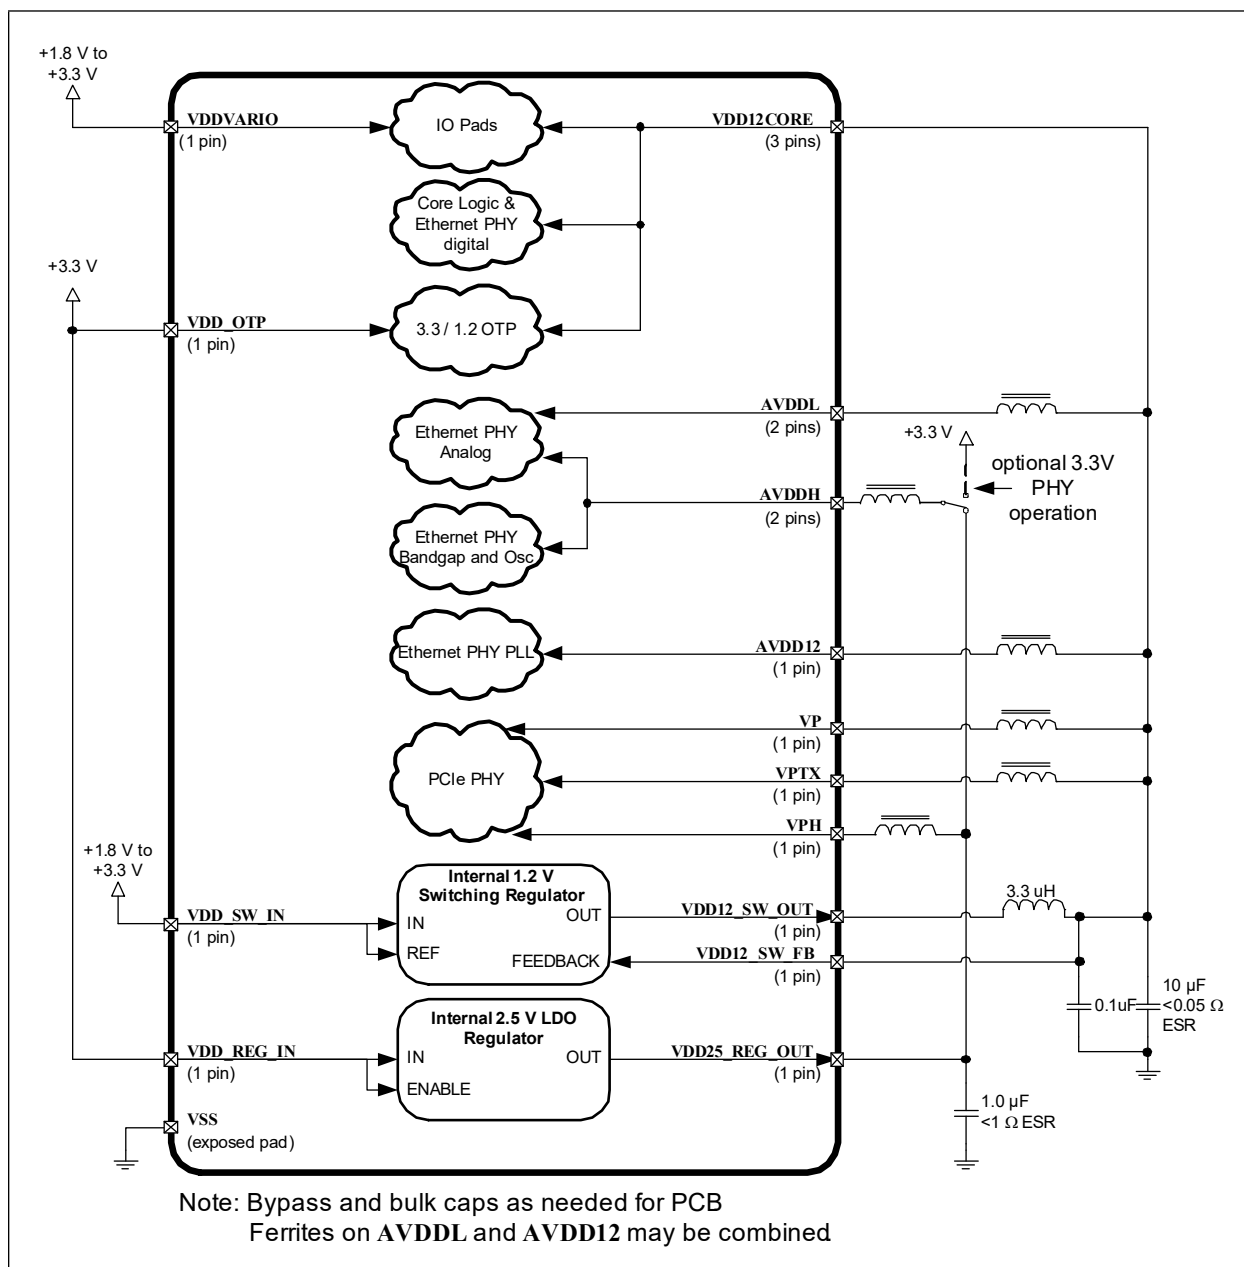 +1.8 V to
+3.3 V
VDDVARIO
(1 pin)
IO Pads
VDD12CORE
(3 pins)
Core Logic &
Ethernet PHY
digital
+3.3 V
VDD_OTP
(1 pin)
3.3 / 1.2 OTP
AVDDL
(2 pins)
Ethernet PHY
Analog
+3.3 V
optional 3.3V
PHY
operation
AVDDH
(2 pins)
Ethernet PHY
Bandgap and Osc
Ethernet PHY PLL
AVDD12
(1 pin)
VP
(1 pin)
PCIe PHY
VPTX
(1 pin)
VPH
(1 pin)
+1.8 V to
+3.3 V
Internal 1.2 V
Switching Regulator
3.3 uH
VDD_SW_IN
(1 pin)
IN
REF
OUT
FEEDBACK
VDD12_SW_OUT
(1 pin)
VDD12_SW_FB
(1 pin)
0.1uF
10 µF
<0.05 Ω
ESR
Internal 2.5 V LDO
Regulator
VDD_REG_IN
(1 pin)
IN
ENABLE
OUT
VDD25_REG_OUT
(1 pin)
1.0 µF
<1 Ω ESR
VSS
(exposed pad)
Note: Bypass and bulk caps as needed for PCB
Ferrites on AVDDL and AVDD12 may be combined